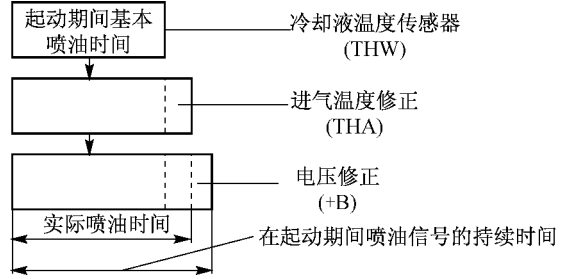 起动期间基本
喷油时间
冷却液温度传感器
(THW)
进气温度修正
(THA)
电压修正
(+B)
实际喷油时间
在起动期间喷油信号的持续时间